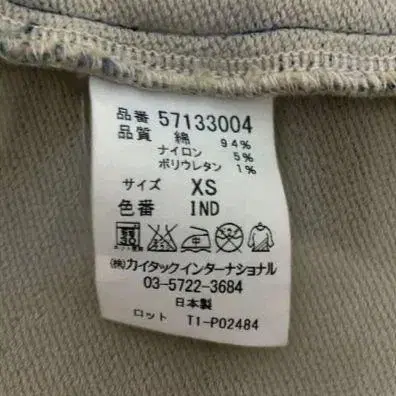 品番 57133004
品質 綿 94%
ナイロン 5%
ポリウレタン 1%
サイズ XS
色番 IND
㈱カイタックインターナショナル
03-5722-3684
日本製
ロット T1-P02484